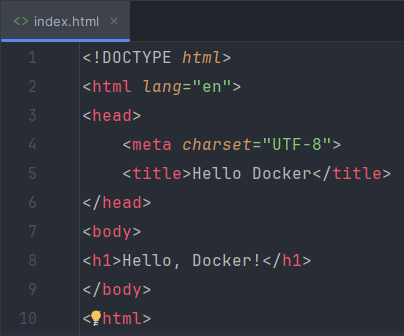 <> index.html ×
1 <!DOCTYPE html>
2 <html lang="en">
3 <head>
4     <meta charset="UTF-8">
5     <title>Hello Docker</title>
6 </head>
7 <body>
8 <h1>Hello, Docker!</h1>
9 </body>
10 < html>